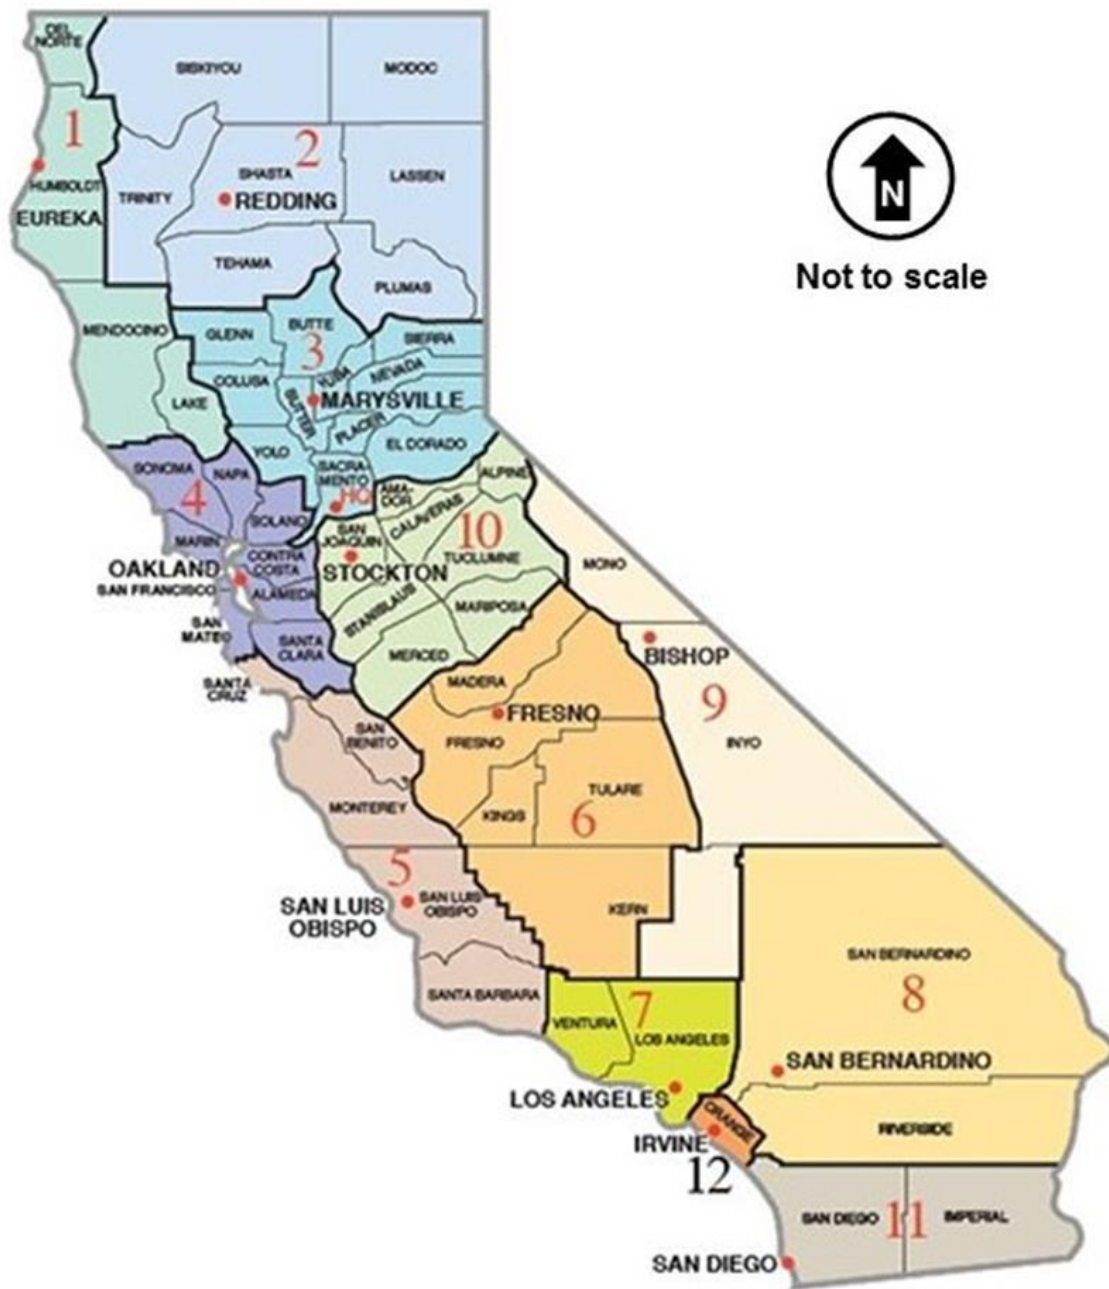 DEL
NORTE
SISKIYOU
MODOC
1
2
SHASTA
LASSEN
HUMBOLDT
TRINITY
REDDING
EUREKA
N
Not to scale
TEHAMA
PLUMAS
MENDOCINO
GLENN
BUTTE
SIERRA
3
COLUSA
YUBA
NEVADA
LAKE
BUTTER
MARYSVILLE
PLACER
YOLO
EL DORADO
SONOMA
NAPA
SACRA-
MENTO
ALPINE
4
HQ
AMA-
DOR
CALAVERAS
SOLANO
10
MARIN
SAN
JOAQUIN
TUOLUMNE
CONTRA
COSTA
MONO
OAKLAND
STOCKTON
SAN FRANCISCO
ALAMEDA
STANISLAUS
MARIPOSA
SAN
MATEO
SANTA
CLARA
MERCED
BISHOP
SANTA
CRUZ
MADERA
9
FRESNO
SAN
BENITO
FRESNO
INYO
MONTEREY
KINGS
TULARE
6
5
SAN LUIS
OBISPO
SAN LUIS
OBISPO
KERN
SAN BERNARDINO
SANTA BARBARA
7
8
VENTURA
LOS ANGELES
SAN BERNARDINO
LOS ANGELES
ORANGE
RIVERSIDE
IRVINE
12
SAN DIEGO
11
IMPERIAL
SAN DIEGO